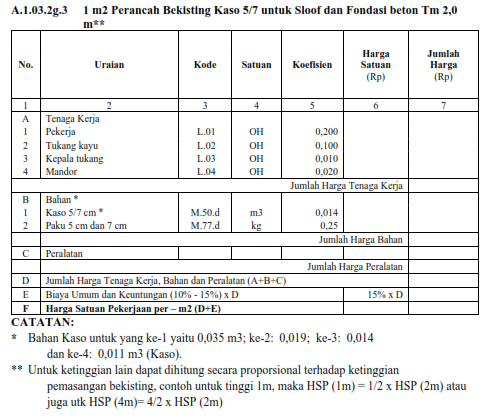 A.1.03.2g.3 1 m2 Perancah Bekisting Kaso 5/7 untuk Sloof dan Fondasi beton Tm 2,0
m**
No. Uraian Kode Satuan Koefisien Harga Satuan (Rp) Jumlah Harga (Rp)
1 2 3 4 5 6 7
A Tenaga Kerja
1 Pekerja L.01 OH 0,200
2 Tukang kayu L.02 OH 0,100
3 Kepala tukang L.03 OH 0,010
4 Mandor L.04 OH 0,020
Jumlah Harga Tenaga Kerja
B Bahan *
1 Kaso 5/7 cm * M.50.d m3 0,014
2 Paku 5 cm dan 7 cm M.77.d kg 0,25
Jumlah Harga Bahan
C Peralatan
Jumlah Harga Peralatan
D Jumlah Harga Tenaga Kerja, Bahan dan Peralatan (A+B+C)
E Biaya Umum dan Keuntungan (10% - 15%) x D 15% x D
F Harga Satuan Pekerjaan per – m2 (D+E)
CATATAN:
* Bahan Kaso untuk yang ke-1 yaitu 0,035 m3; ke-2: 0,019; ke-3: 0,014
dan ke-4: 0,011 m3 (Kaso).
** Untuk ketinggian lain dapat dihitung secara proporsional terhadap ketinggian
pemasangan bekisting, contoh untuk tinggi 1m, maka HSP (1m) = 1/2 x HSP (2m) atau
juga utk HSP (4m)= 4/2 x HSP (2m)